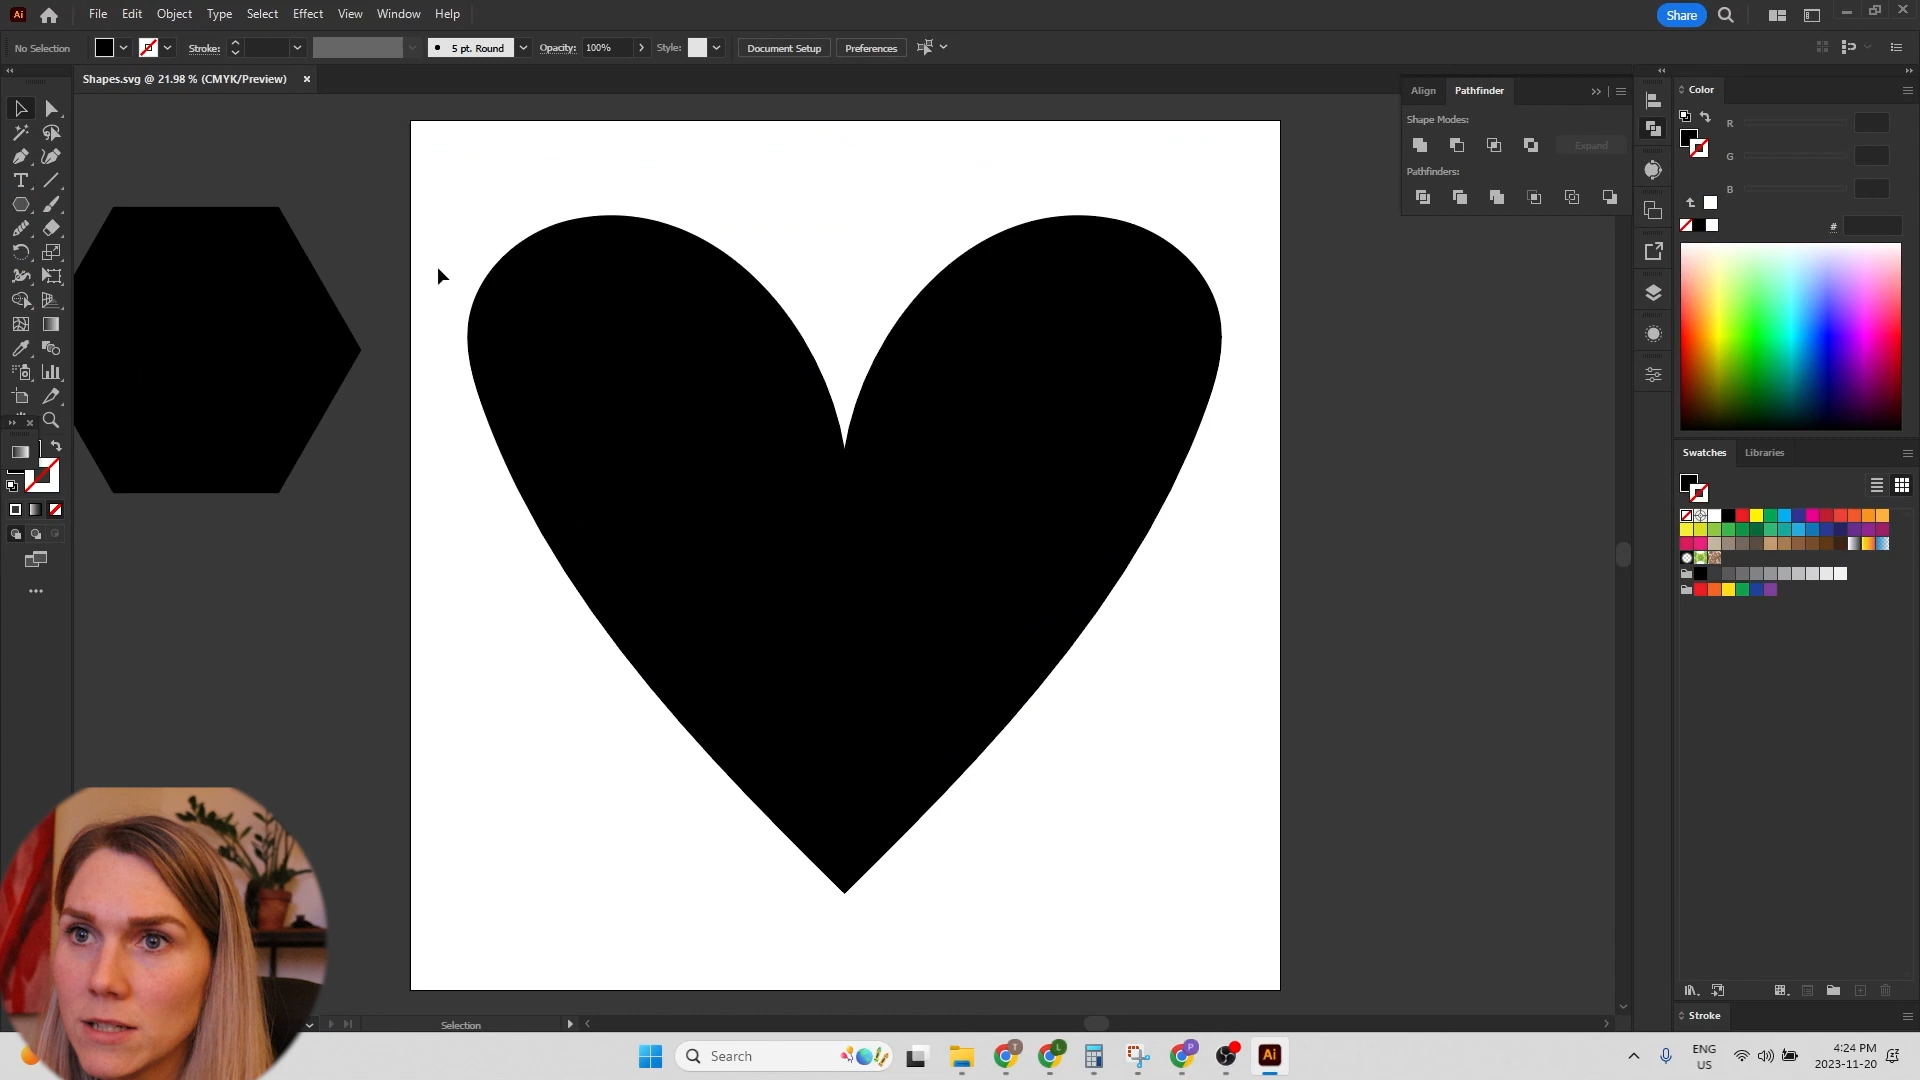 Ai File Edit Object Type Select Effect View Window Help Share
No Selection Stroke: 5 pt. Round Opacity: 100% Style: Document Setup Preferences
Shapes.svg @ 21.98 % (CMYK/Preview)
Align Pathfinder
Shape Modes:
Expand
Pathfinders:
Color
R
G
B
#
Swatches Libraries
Stroke
Selection
Search
T L P Ai
ENG
US
4:24 PM
2023-11-20